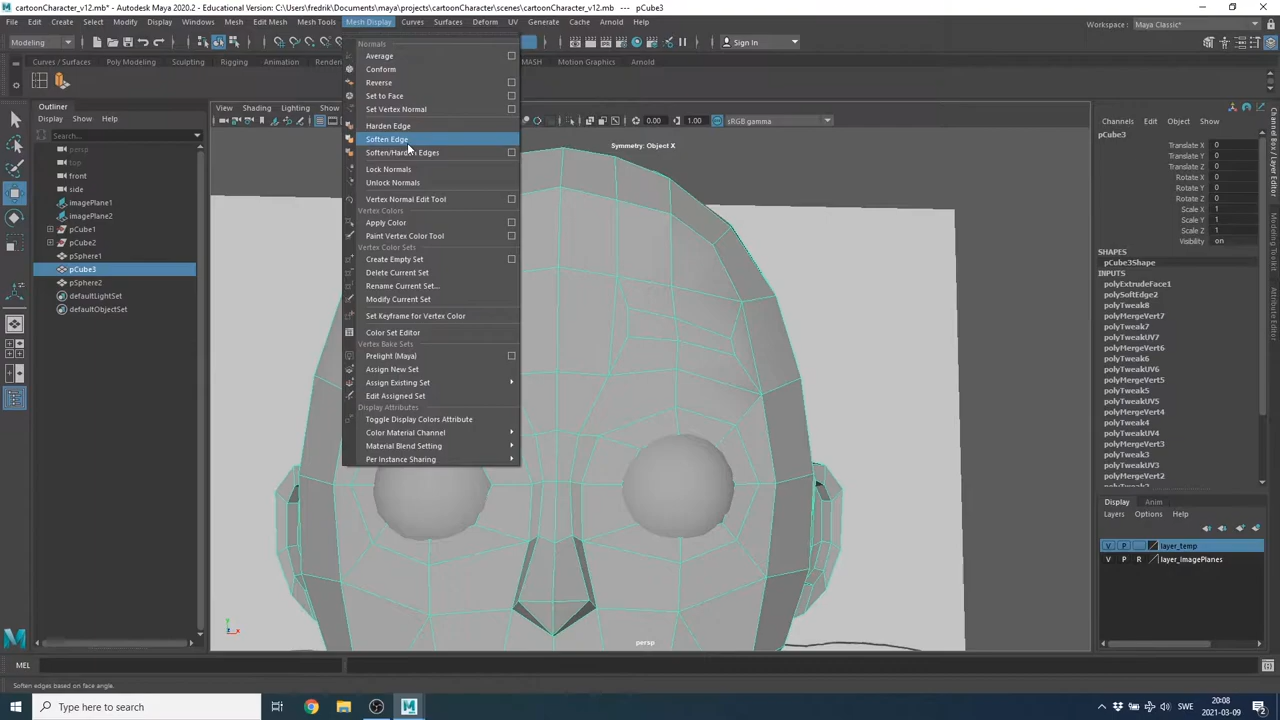 cartoonCharacter_v12.mb* - Autodesk Maya 2020.2 - Educational_Version: C:\Users\fredrik\Documents\maya\projects\cartoonCharacter\scenes\cartoonCharacter_v12.mb --- pCube3
File Edit Create Select Modify Display Windows Mesh Edit Mesh Mesh Tools Mesh Display Curves Surfaces Deform UV Generate Cache Arnold Help
Workspace : Maya Classic*
Modeling
Sign In
Curves / Surfaces Poly Modeling Sculpting Rigging Animation MASH Motion Graphics Arnold
Outliner
Display Show Help
Search...
persp
top
front
side
imagePlane1
imagePlane2
pCube1
pCube2
pSphere1
pCube3
pSphere2
defaultLightSet
defaultObjectSet
Normals
Average
Conform
Reverse
Set to Face
Set Vertex Normal
Harden Edge
Soften Edge
Soften/Harden Edges
Lock Normals
Unlock Normals
Vertex Normal Edit Tool
Vertex Colors
Apply Color
Paint Vertex Color Tool
Vertex Color Sets
Create Empty Set
Delete Current Set
Rename Current Set...
Modify Current Set
Set Keyframe for Vertex Color
Color Set Editor
Vertex Bake Sets
Prelight (Maya)
Assign New Set
Assign Existing Set
Edit Assigned Set
Display Attributes
Toggle Display Colors Attribute
Color Material Channel
Material Blend Setting
Per Instance Sharing
View Shading Lighting Show
0.00 1.00 sRGB gamma
Symmetry: Object X
persp
Channels Edit Object Show
pCube3
Translate X 0
Translate Y 0
Translate Z 0
Rotate X 0
Rotate Y 0
Rotate Z 0
Scale X 1
Scale Y 1
Scale Z 1
Visibility on
SHAPES
pCube3Shape
INPUTS
polyExtrudeFace1
polySoftEdge2
polyTweak8
polyMergeVert7
polyTweak7
polyTweakUV7
polyMergeVert6
polyTweak6
polyTweakUV6
polyMergeVert5
polyTweak5
polyTweakUV5
polyMergeVert4
polyTweak4
polyTweakUV4
polyMergeVert3
polyTweak3
polyTweakUV3
polyMergeVert2
Channel Box / Layer Editor
Modeling Toolkit
Attribute Editor
Display Anim
Layers Options Help
V P layer_temp
V P R layer_ImagePlanes
MEL
Soften edges based on face angle.
Type here to search
SWE
20:08
2021-03-09
2